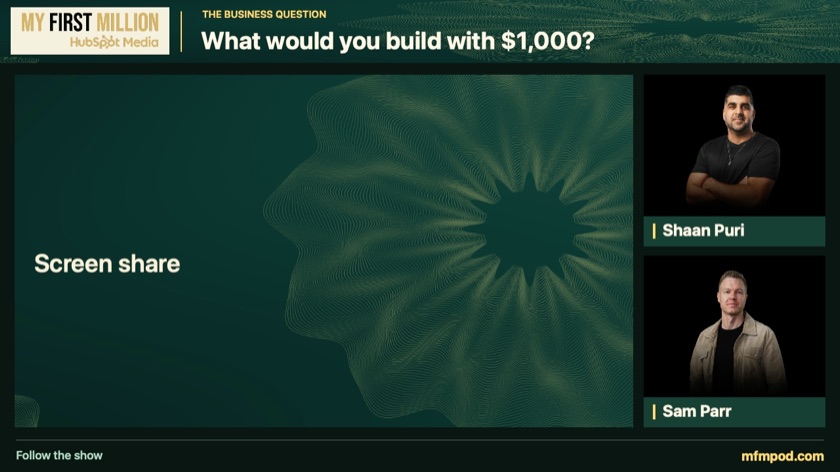 MY FIRST MILLION
HubSpot Media
THE BUSINESS QUESTION
What would you build with $1,000?
Screen share
Shaan Puri
Sam Parr
Follow the show
mfmpod.com